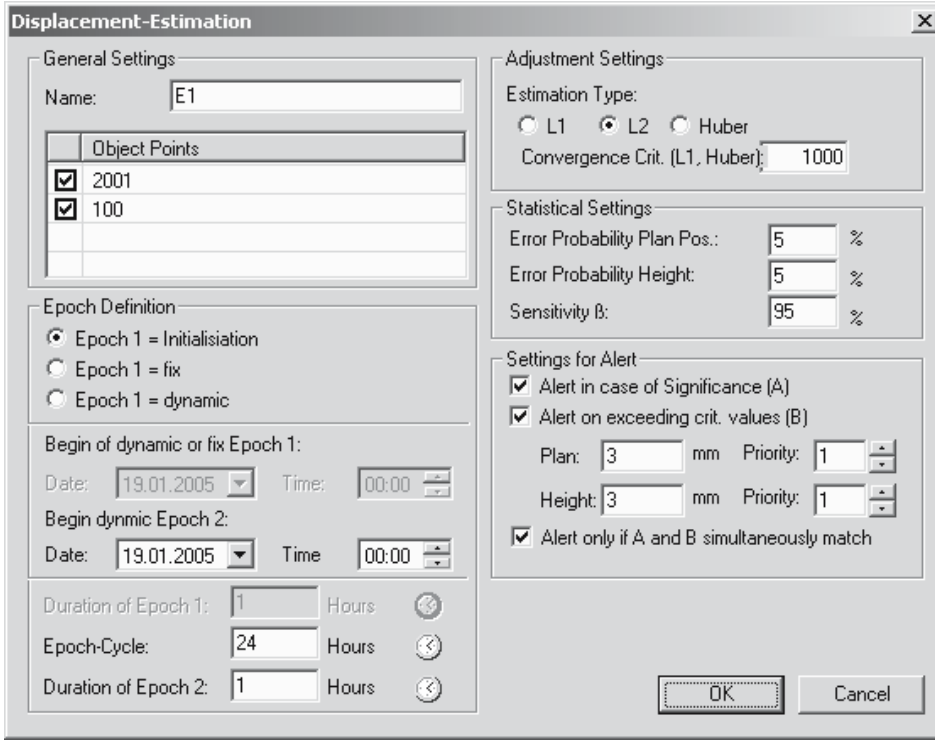 Displacement-Estimation
General Settings
Name: E1
Object Points
2001
100
Epoch Definition
Epoch 1 = Initialisiation
Epoch 1 = fix
Epoch 1 = dynamic
Begin of dynamic or fix Epoch 1:
Date: 19.01.2005 Time: 00:00
Begin dynmic Epoch 2:
Date: 19.01.2005 Time 00:00
Duration of Epoch 1: 1 Hours
Epoch-Cycle: 24 Hours
Duration of Epoch 2: 1 Hours
Adjustment Settings
Estimation Type:
L1 L2 Huber
Convergence Crit. (L1, Huber): 1000
Statistical Settings
Error Probability Plan Pos.: 5 %
Error Probability Height: 5 %
Sensitivity ß: 95 %
Settings for Alert
Alert in case of Significance (A)
Alert on exceeding crit. values (B)
Plan: 3 mm Priority: 1
Height: 3 mm Priority: 1
Alert only if A and B simultaneously match
OK Cancel